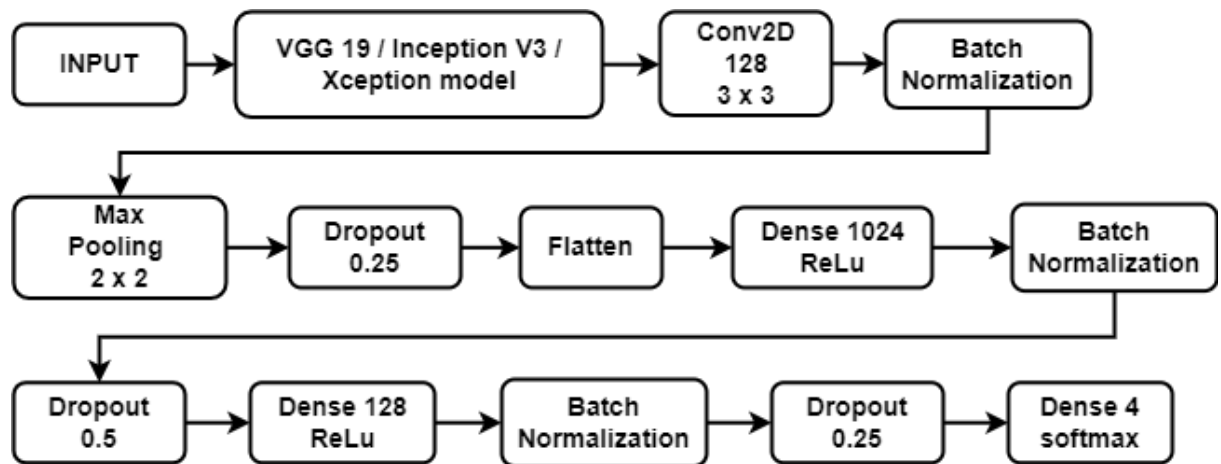 INPUT
VGG 19 / Inception V3 /
Xception model
Conv2D
128
3 x 3
Batch
Normalization
Max
Pooling
2 x 2
Dropout
0.25
Flatten
Dense 1024
ReLu
Batch
Normalization
Dropout
0.5
Dense 128
ReLu
Batch
Normalization
Dropout
0.25
Dense 4
softmax